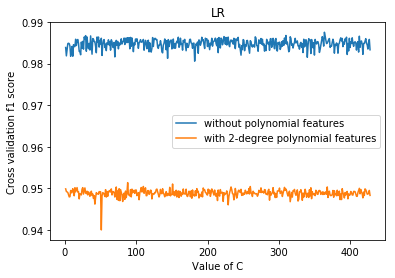 LR
Cross validation f1 score
0.99
0.98
0.97
0.96
0.95
0.94
without polynomial features
with 2-degree polynomial features
0
100
200
300
400
Value of C